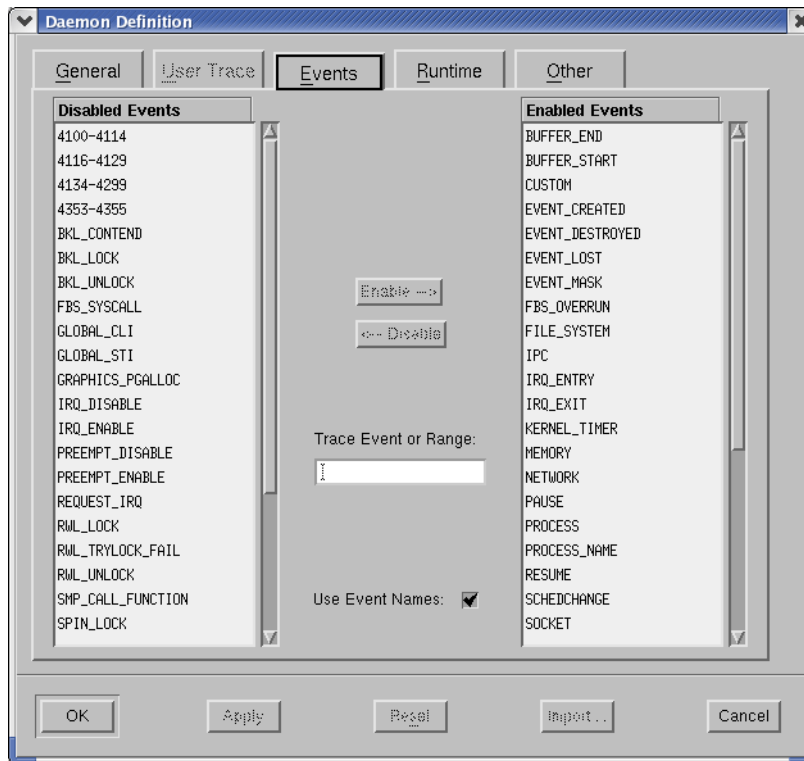 Daemon Definition
General User Trace Events Runtime Other
Disabled Events
4100-4114
4116-4129
4134-4299
4353-4355
BKL_CONTEND
BKL_LOCK
BKL_UNLOCK
FBS_SYSCALL
GLOBAL_CLI
GLOBAL_STI
GRAPHICS_PGALLOC
IRQ_DISABLE
IRQ_ENABLE
PREEMPT_DISABLE
PREEMPT_ENABLE
REQUEST_IRQ
RWL_LOCK
RWL_TRYLOCK_FAIL
RWL_UNLOCK
SMP_CALL_FUNCTION
SPIN_LOCK
Enable -->
<-- Disable
Trace Event or Range:
Use Event Names:
Enabled Events
BUFFER_END
BUFFER_START
CUSTOM
EVENT_CREATED
EVENT_DESTROYED
EVENT_LOST
EVENT_MASK
FBS_OVERRUN
FILE_SYSTEM
IPC
IRQ_ENTRY
IRQ_EXIT
KERNEL_TIMER
MEMORY
NETWORK
PAUSE
PROCESS
PROCESS_NAME
RESUME
SCHEDCHANGE
SOCKET
OK Apply Reset Import... Cancel